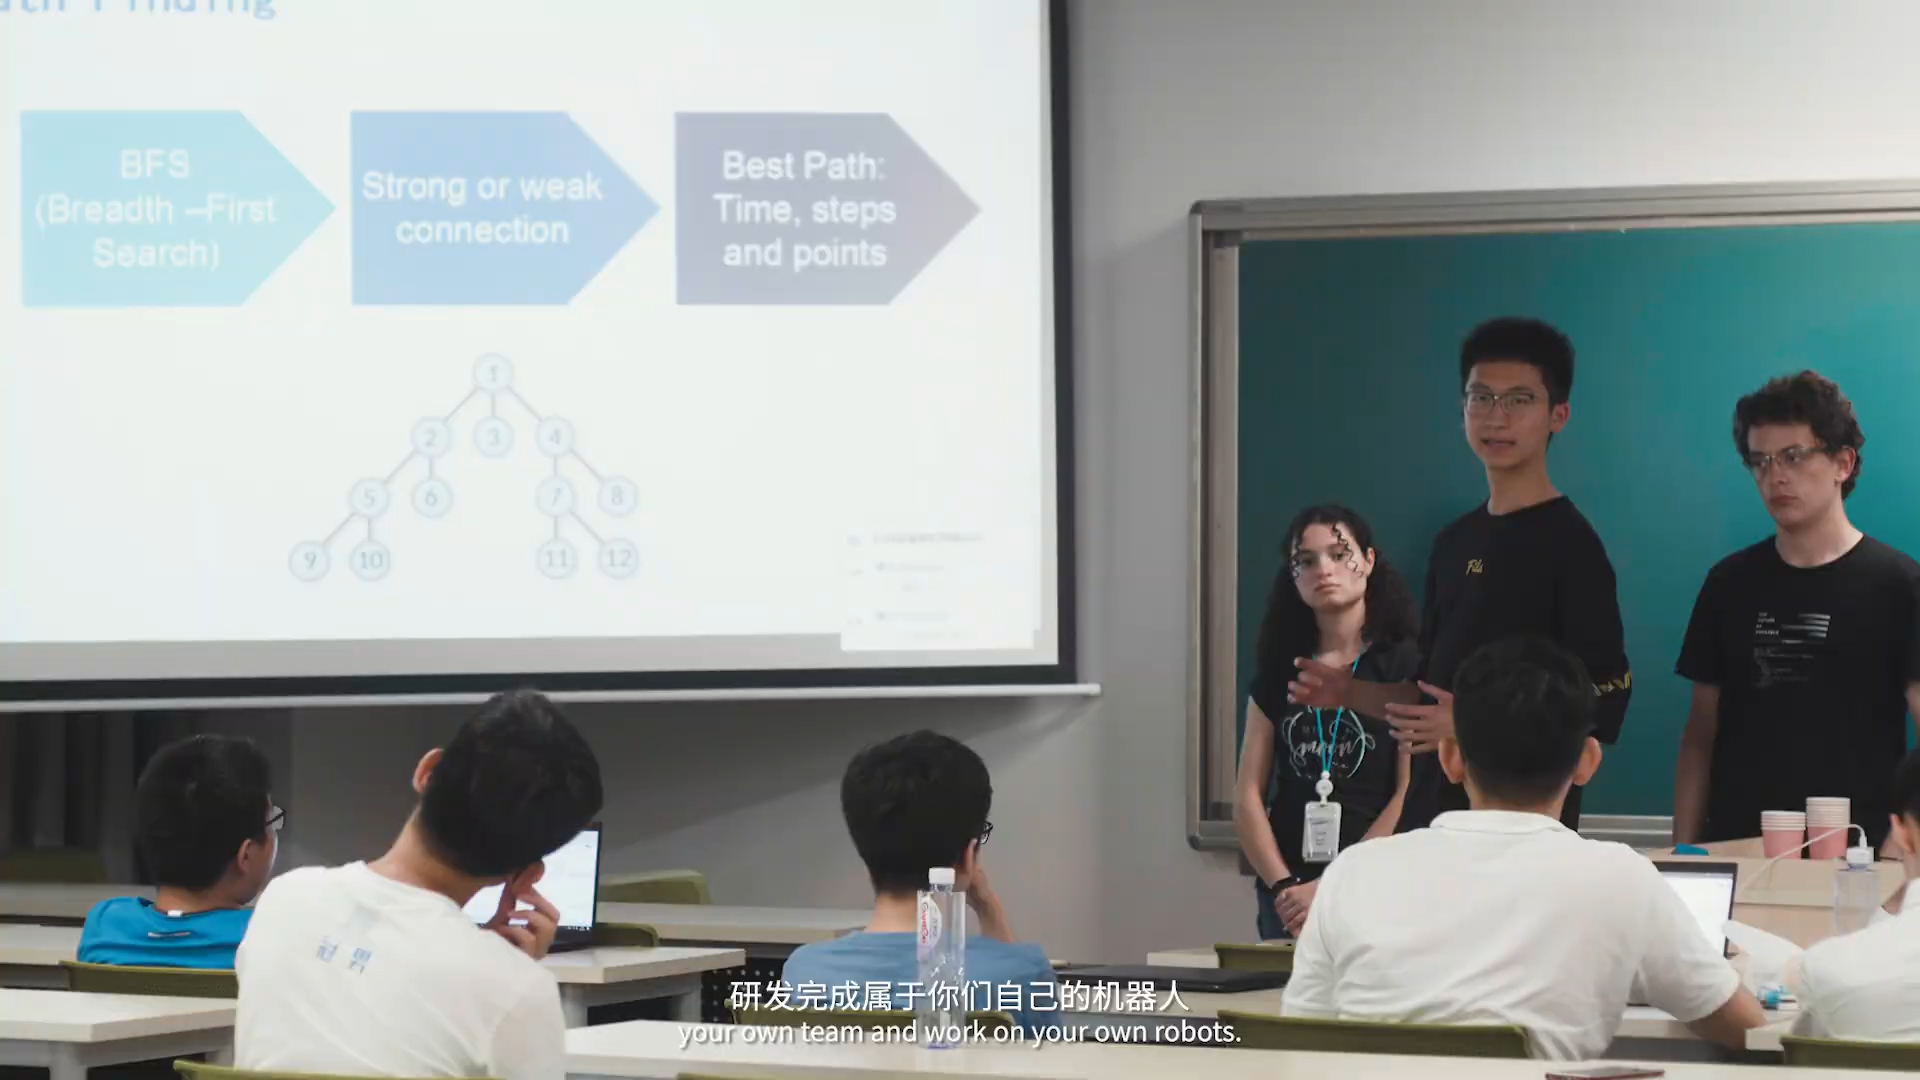 Finding
BFS
(Breadth –First
Search)
Strong or weak
connection
Best Path:
Time, steps
and points
1
2
3
4
5
6
7
8
9
10
11
12
Fila
研发完成属于你们自己的机器人
your own team and work on your own robots.